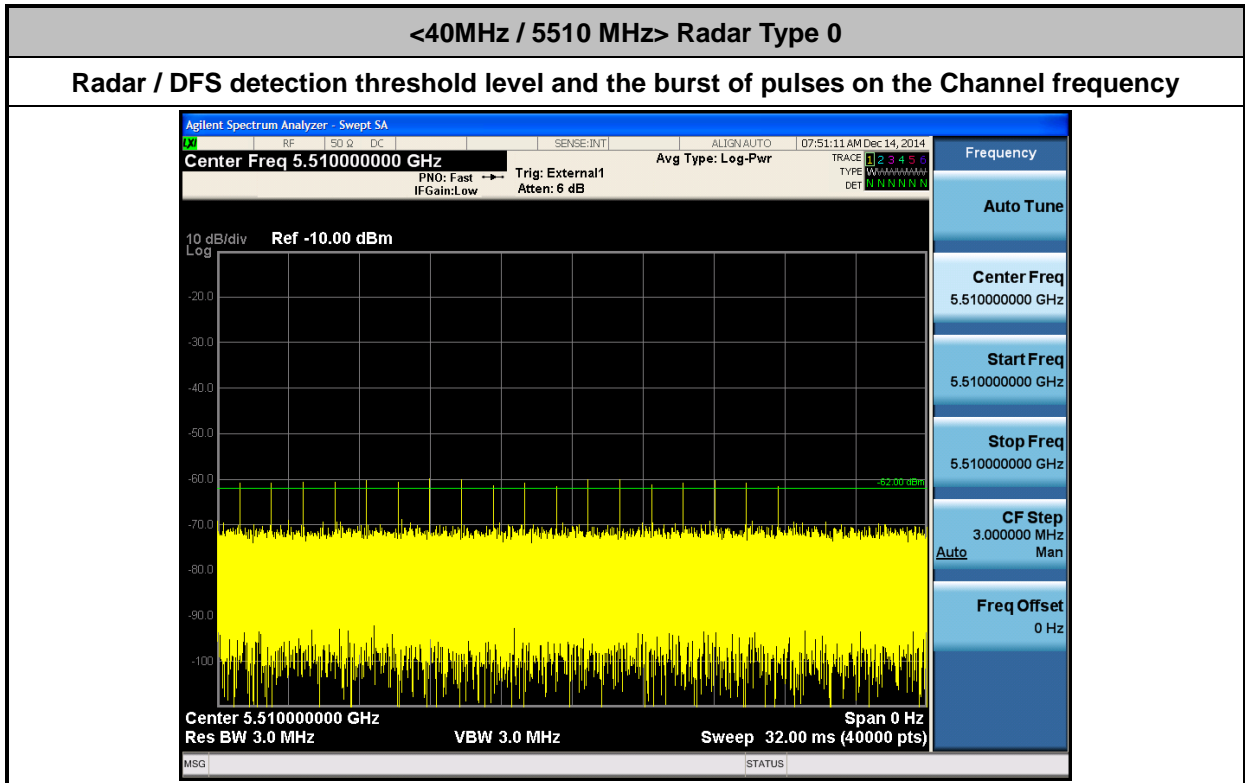 <40MHz / 5510 MHz> Radar Type 0
Radar / DFS detection threshold level and the burst of pulses on the Channel frequency
Agilent Spectrum Analyzer - Swept SA
LXI RF 50 Ω DC SENSE:INT ALIGN AUTO 07:51:11 AM Dec 14, 2014
Center Freq 5.510000000 GHz
PNO: Fast
IFGain:Low
Trig: External1
Atten: 6 dB
Avg Type: Log-Pwr
TRACE 1 2 3 4 5 6
TYPE W
DET N N N N N N
10 dB/div Ref -10.00 dBm
Log
-20.0
-30.0
-40.0
-50.0
-60.0
-62.00 dBm
-70.0
-80.0
-90.0
-100
Center 5.510000000 GHz Span 0 Hz
Res BW 3.0 MHz VBW 3.0 MHz Sweep 32.00 ms (40000 pts)
MSG STATUS
Frequency
Auto Tune
Center Freq
5.510000000 GHz
Start Freq
5.510000000 GHz
Stop Freq
5.510000000 GHz
CF Step
3.000000 MHz
Auto Man
Freq Offset
0 Hz